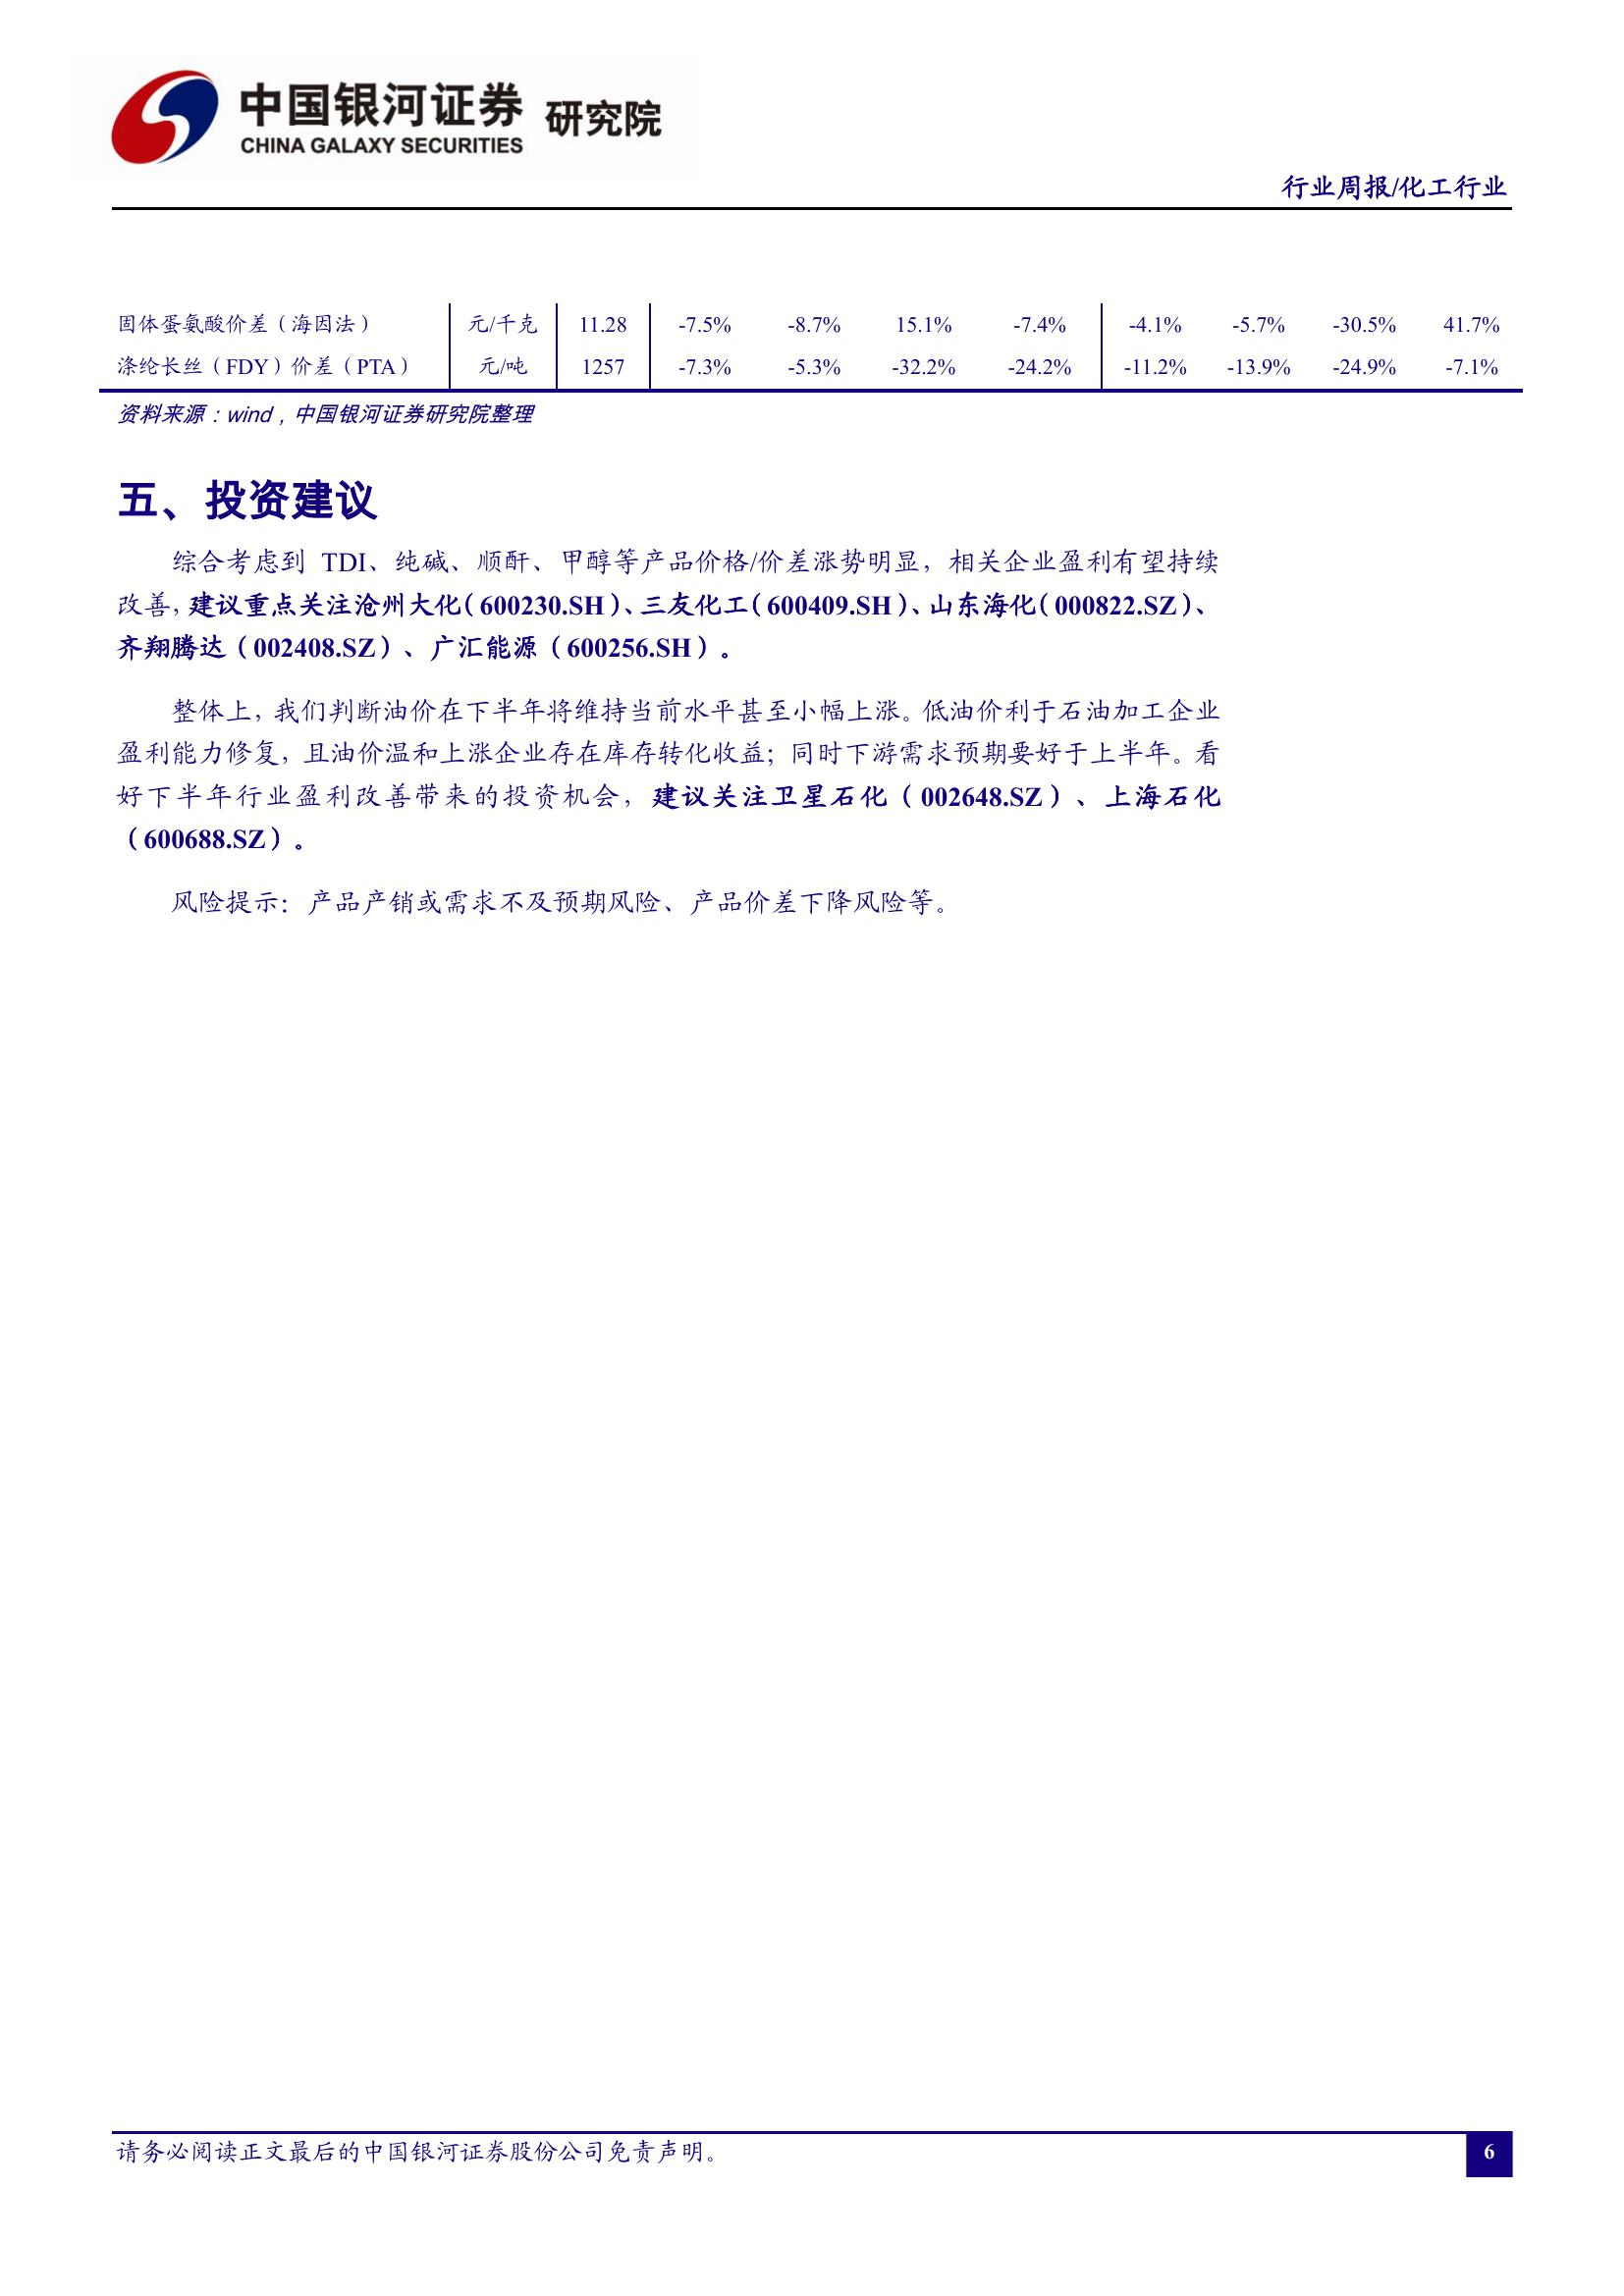 中国银河证券 研究院
CHINA GALAXY SECURITIES
行业周报/化工行业
固体蛋氨酸价差（海因法） 元/千克 11.28 -7.5% -8.7% 15.1% -7.4% -4.1% -5.7% -30.5% 41.7%
涤纶长丝（FDY）价差（PTA） 元/吨 1257 -7.3% -5.3% -32.2% -24.2% -11.2% -13.9% -24.9% -7.1%
资料来源：wind，中国银河证券研究院整理
五、投资建议
综合考虑到 TDI、纯碱、顺酐、甲醇等产品价格/价差涨势明显，相关企业盈利有望持续
改善，建议重点关注沧州大化（600230.SH）、三友化工（600409.SH）、山东海化（000822.SZ）、
齐翔腾达（002408.SZ）、广汇能源（600256.SH）。
整体上，我们判断油价在下半年将维持当前水平甚至小幅上涨。低油价利于石油加工企业
盈利能力修复，且油价温和上涨企业存在库存转化收益；同时下游需求预期要好于上半年。看
好下半年行业盈利改善带来的投资机会，建议关注卫星石化（002648.SZ）、上海石化
（600688.SZ）。
风险提示：产品产销或需求不及预期风险、产品价差下降风险等。
请务必阅读正文最后的中国银河证券股份公司免责声明。 6